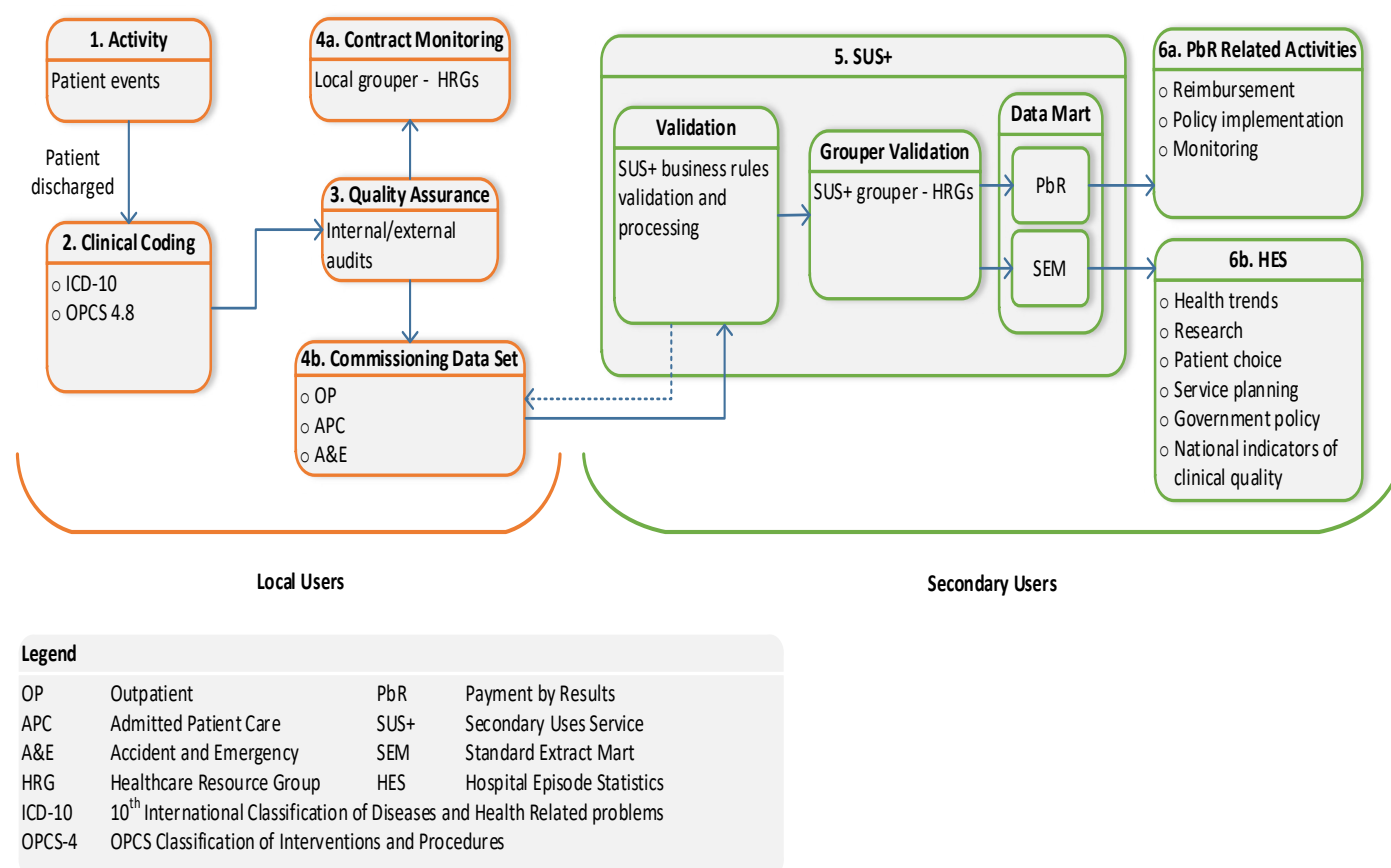 1. Activity
Patient events
Patient
discharged
2. Clinical Coding
○ ICD-10
○ OPCS 4.8
4a. Contract Monitoring
Local grouper - HRGs
3. Quality Assurance
Internal/external
audits
4b. Commissioning Data Set
○ OP
○ APC
○ A&E
Local Users
5. SUS+
Validation
SUS+ business rules
validation and
processing
Grouper Validation
SUS+ grouper - HRGs
Data Mart
PbR
SEM
6a. PbR Related Activities
○ Reimbursement
○ Policy implementation
○ Monitoring
6b. HES
○ Health trends
○ Research
○ Patient choice
○ Service planning
○ Government policy
○ National indicators of
clinical quality
Secondary Users
Legend
OP Outpatient PbR Payment by Results
APC Admitted Patient Care SUS+ Secondary Uses Service
A&E Accident and Emergency SEM Standard Extract Mart
HRG Healthcare Resource Group HES Hospital Episode Statistics
ICD-10 10th International Classification of Diseases and Health Related problems
OPCS-4 OPCS Classification of Interventions and Procedures